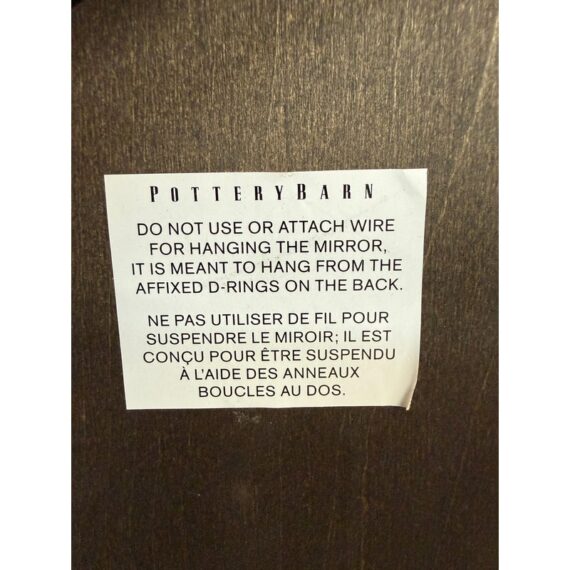 POTTERY BARN
DO NOT USE OR ATTACH WIRE
FOR HANGING THE MIRROR,
IT IS MEANT TO HANG FROM THE
AFFIXED D-RINGS ON THE BACK.
NE PAS UTILISER DE FIL POUR
SUSPENDRE LE MIROIR; IL EST
CONÇU POUR ÊTRE SUSPENDU
À L'AIDE DES ANNEAUX
BOUCLES AU DOS.